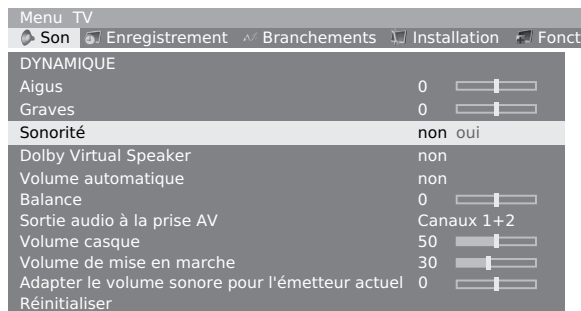 Menu TV
Son Enregistrement Branchements Installation Fonct
DYNAMIQUE
Aigus 0
Graves 0
Sonorité non oui
Dolby Virtual Speaker non
Volume automatique non
Balance 0
Sortie audio à la prise AV Canaux 1+2
Volume casque 50
Volume de mise en marche 30
Adapter le volume sonore pour l'émetteur actuel 0
Réinitialiser